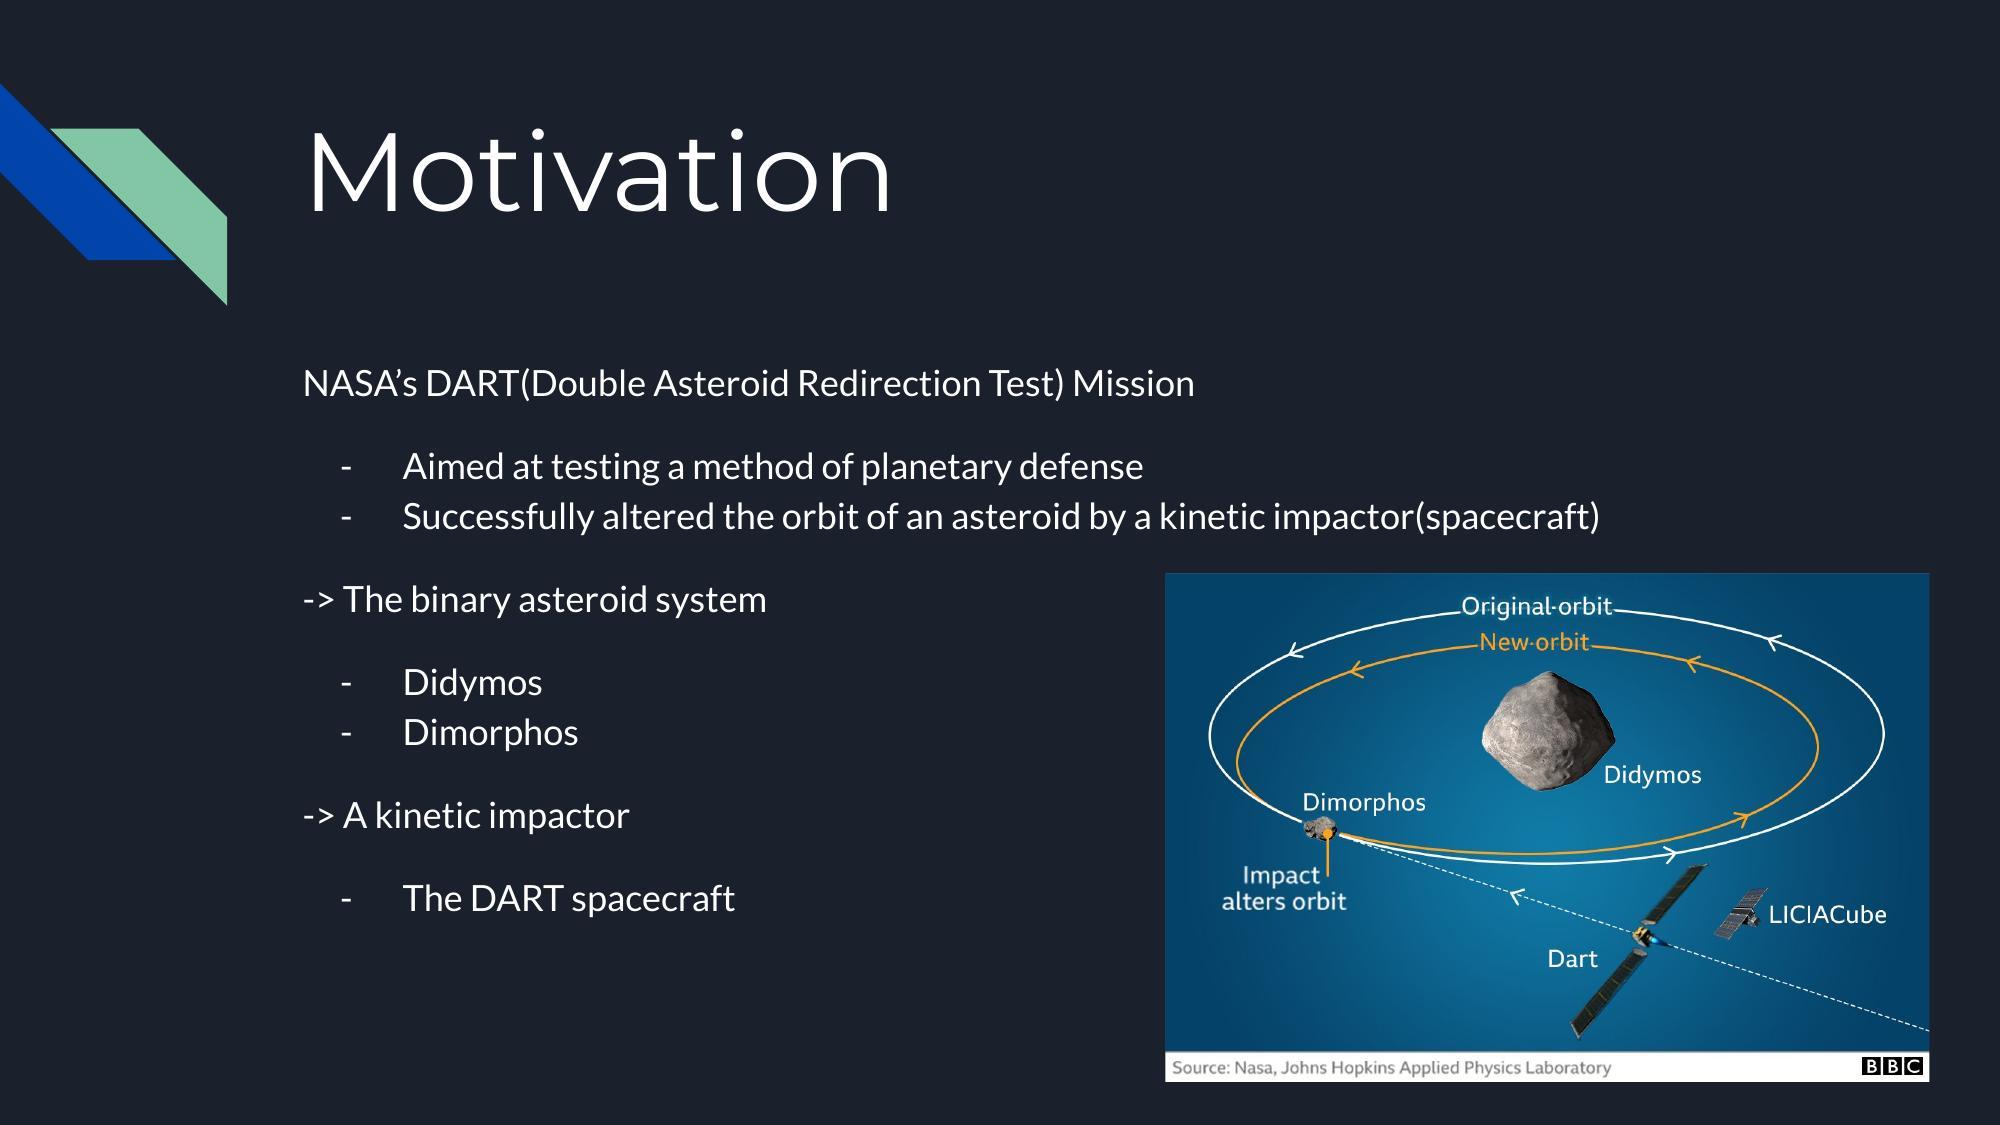 Motivation
NASA’s DART(Double Asteroid Redirection Test) Mission
- Aimed at testing a method of planetary defense
- Successfully altered the orbit of an asteroid by a kinetic impactor(spacecraft)
-> The binary asteroid system
- Didymos
- Dimorphos
-> A kinetic impactor
- The DART spacecraft
Original orbit
New orbit
Didymos
Dimorphos
Impact
alters orbit
LICIACube
Dart
Source: Nasa, Johns Hopkins Applied Physics Laboratory
BBC